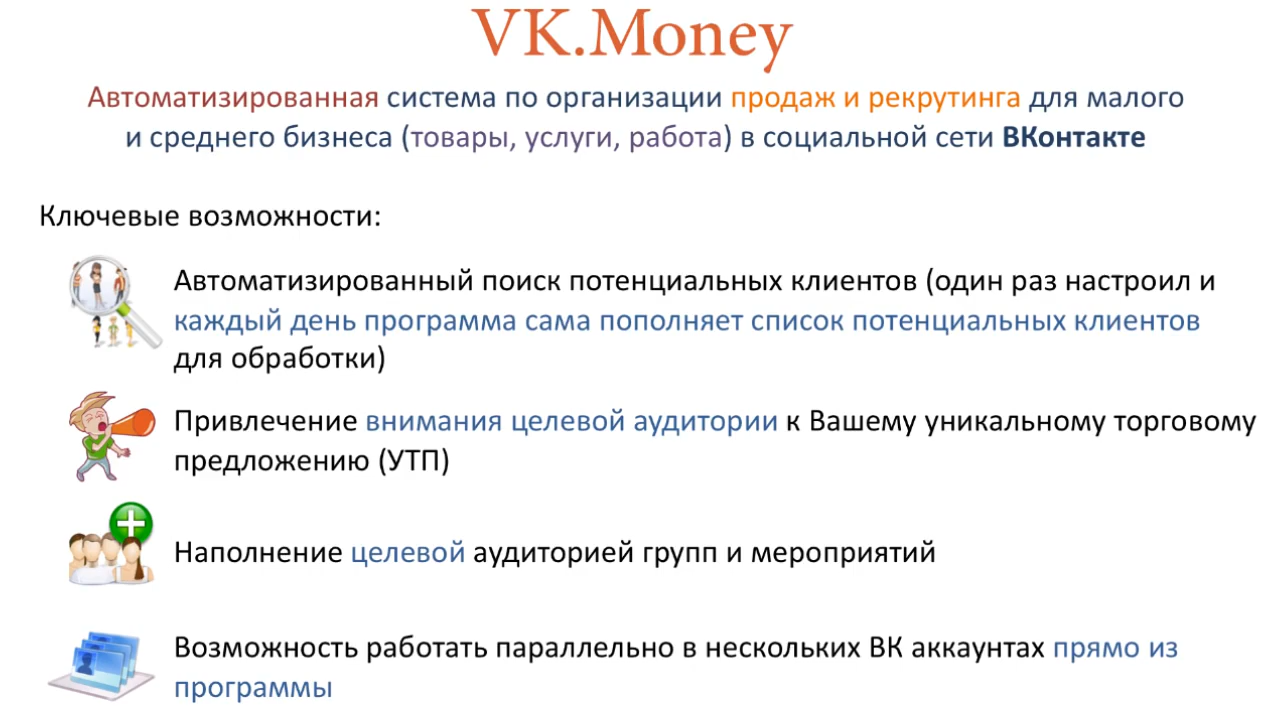 VK.Money
Автоматизированная система по организации продаж и рекрутинга для малого
и среднего бизнеса (товары, услуги, работа) в социальной сети ВКонтакте
Ключевые возможности:
Автоматизированный поиск потенциальных клиентов (один раз настроил и
каждый день программа сама пополняет список потенциальных клиентов
для обработки)
Привлечение внимания целевой аудитории к Вашему уникальному торговому
предложению (УТП)
Наполнение целевой аудиторией групп и мероприятий
Возможность работать параллельно в нескольких ВК аккаунтах прямо из
программы